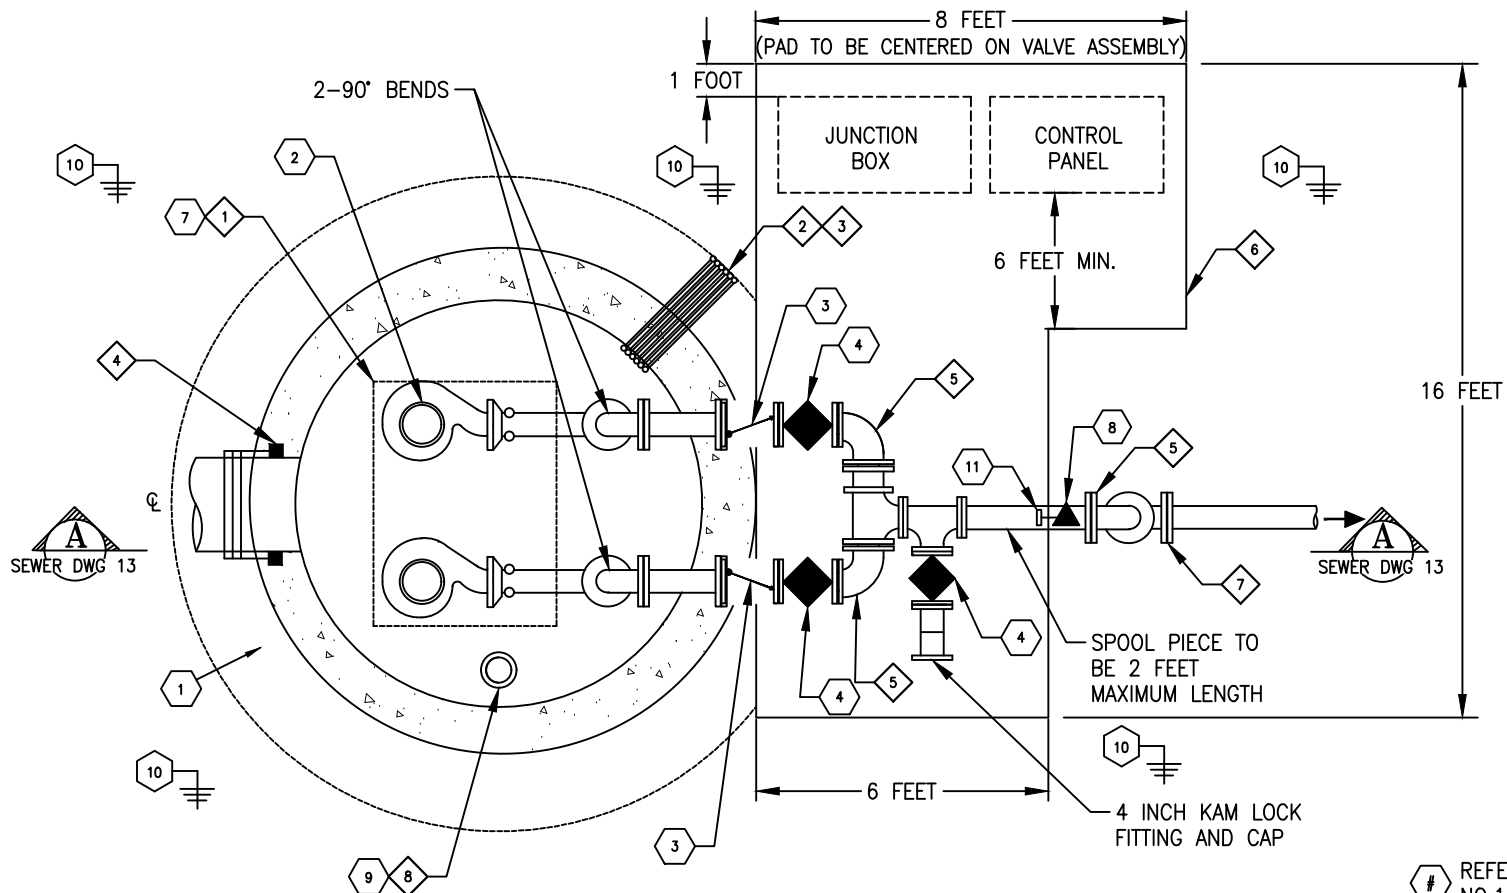 8 FEET
(PAD TO BE CENTERED ON VALVE ASSEMBLY)
1 FOOT
2-90° BENDS
JUNCTION
BOX
CONTROL
PANEL
10
2
10
10
7 1
2 3
6 FEET MIN.
6
3
4
4
5
16 FEET
8
5
11
℄
A
SEWER DWG 13
A
SEWER DWG 13
7
4
SPOOL PIECE TO
BE 2 FEET
MAXIMUM LENGTH
1
4
5
10
10
6 FEET
4 INCH KAM LOCK
FITTING AND CAP
3
9 8
# REFE